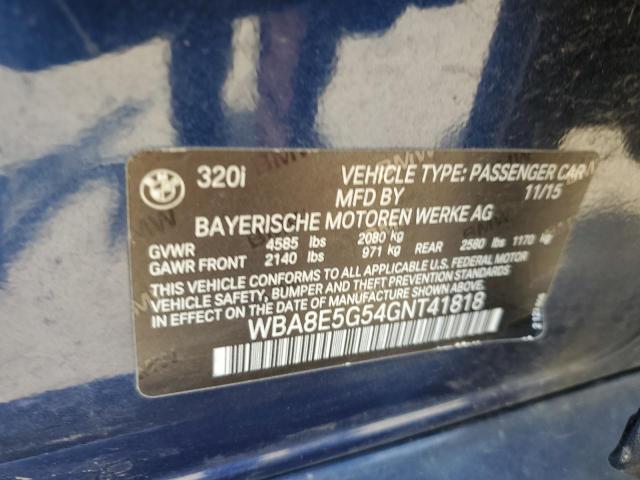 320i VEHICLE TYPE: PASSENGER CAR
MFD BY 11/15
BAYERISCHE MOTOREN WERKE AG
GVWR 4585 lbs 2080 kg
GAWR FRONT 2140 lbs 971 kg REAR 2580 lbs 1170 kg
THIS VEHICLE CONFORMS TO ALL APPLICABLE U.S. FEDERAL MOTOR
VEHICLE SAFETY, BUMPER AND THEFT PREVENTION STANDARDS
IN EFFECT ON THE DATE OF MANUFACTURE SHOWN ABOVE.
WBA8E5G54GNT41818